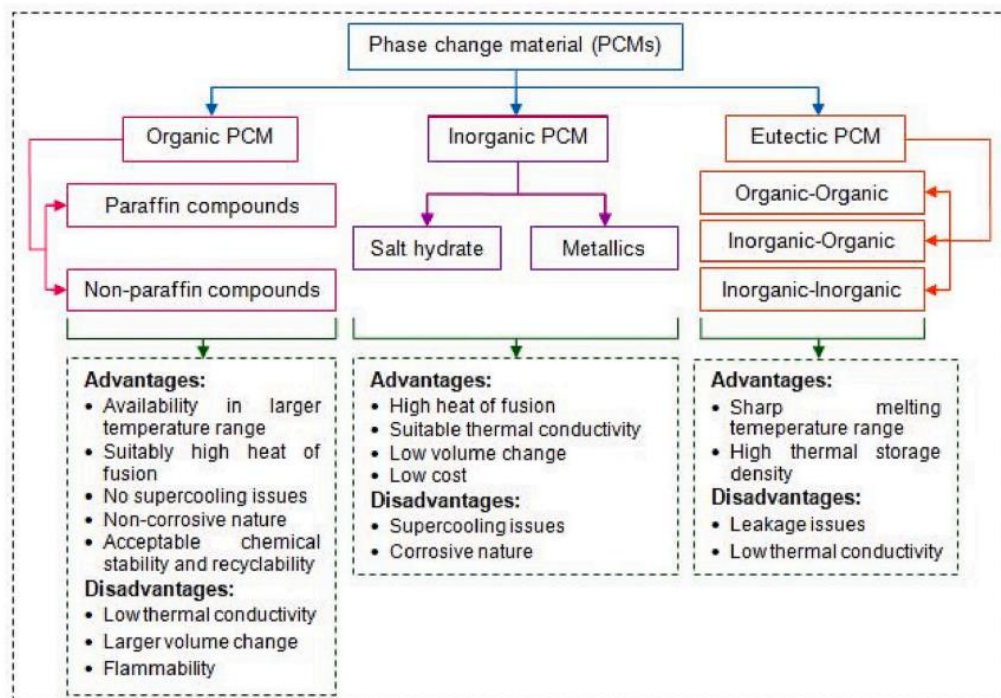 Phase change material (PCMs)
Organic PCM
Inorganic PCM
Eutectic PCM
Paraffin compounds
Non-paraffin compounds
Salt hydrate
Metallics
Organic-Organic
Inorganic-Organic
Inorganic-Inorganic
Advantages:
• Availability in larger
temperature range
• Suitably high heat of
fusion
• No supercooling issues
• Non-corrosive nature
• Acceptable chemical
stability and recyclability
Disadvantages:
• Low thermal conductivity
• Larger volume change
• Flammability
Advantages:
• High heat of fusion
• Suitable thermal conductivity
• Low volume change
• Low cost
Disadvantages:
• Supercooling issues
• Corrosive nature
Advantages:
• Sharp melting
temeperature range
• High thermal storage
density
Disadvantages:
• Leakage issues
• Low thermal conductivity